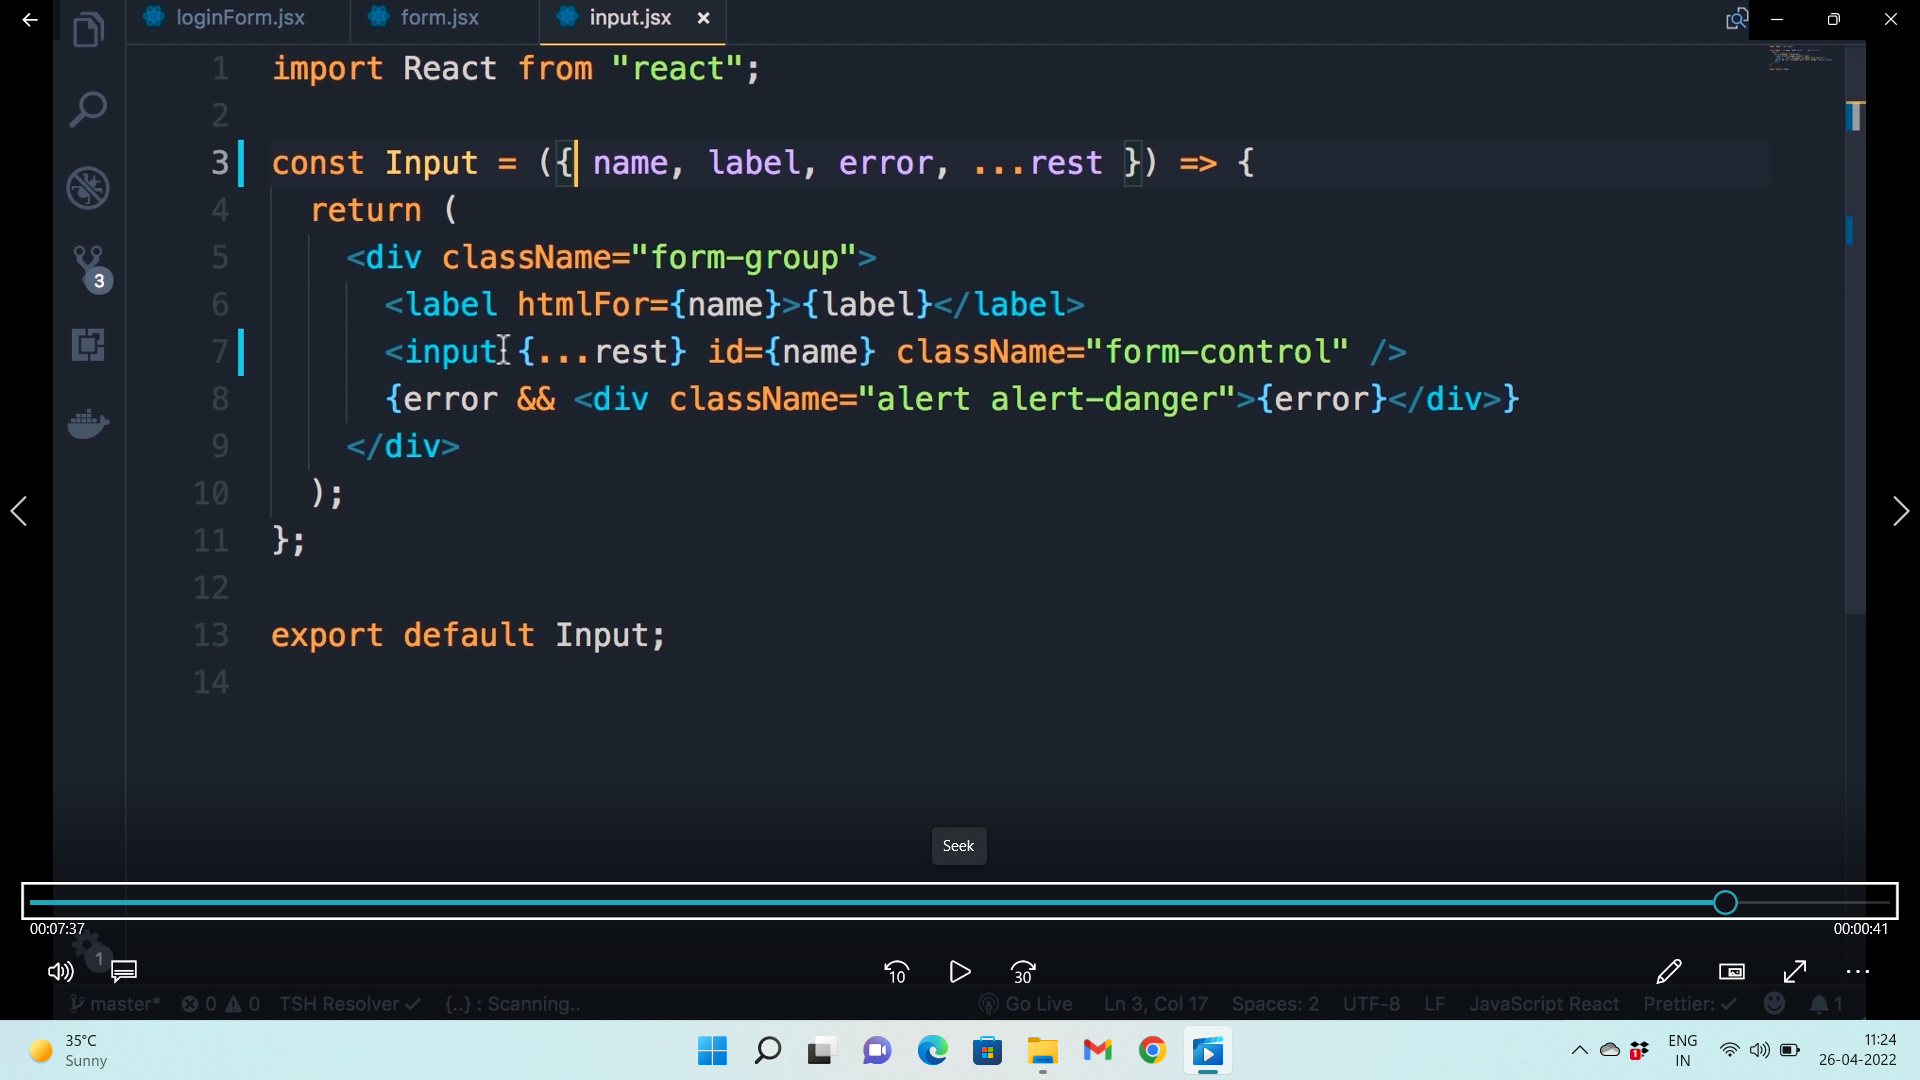 loginForm.jsx form.jsx input.jsx ×
1 import React from "react";
2
3 const Input = ({ name, label, error, ...rest }) => {
4 return (
5 <div className="form-group">
6 <label htmlFor={name}>{label}</label>
7 <input {...rest} id={name} className="form-control" />
8 {error && <div className="alert alert-danger">{error}</div>}
9 </div>
10 );
11 };
12
13 export default Input;
14
3
Seek
00:07:37 00:00:41
1
10 30
master* 0 0 TSH Resolver ✓ {..} : Scanning.. Go Live Ln 3, Col 17 Spaces: 2 UTF-8 LF JavaScript React Prettier: ✓ 1
35°C
Sunny
1
ENG
IN
11:24
26-04-2022